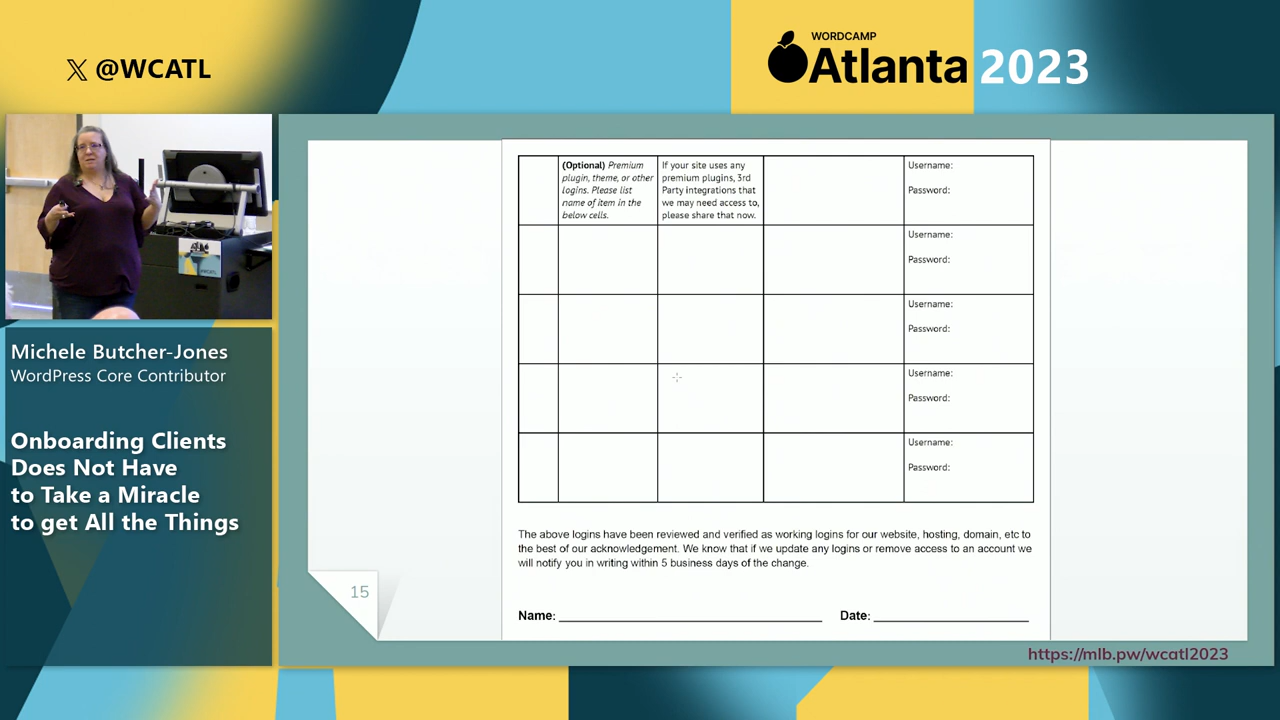 𝕏 @WCATL
WORDCAMP
Atlanta 2023
#WCATL
Michele Butcher-Jones
WordPress Core Contributor
Onboarding Clients
Does Not Have
to Take a Miracle
to get All the Things
(Optional) Premium
plugin, theme, or other
logins. Please list
name of item in the
below cells.
If your site uses any
premium plugins, 3rd
Party integrations that
we may need access to,
please share that now.
Username:
Password:
Username:
Password:
Username:
Password:
Username:
Password:
Username:
Password:
The above logins have been reviewed and verified as working logins for our website, hosting, domain, etc to
the best of our acknowledgement. We know that if we update any logins or remove access to an account we
will notify you in writing within 5 business days of the change.
Name: Date:
15
https://mlb.pw/wcatl2023